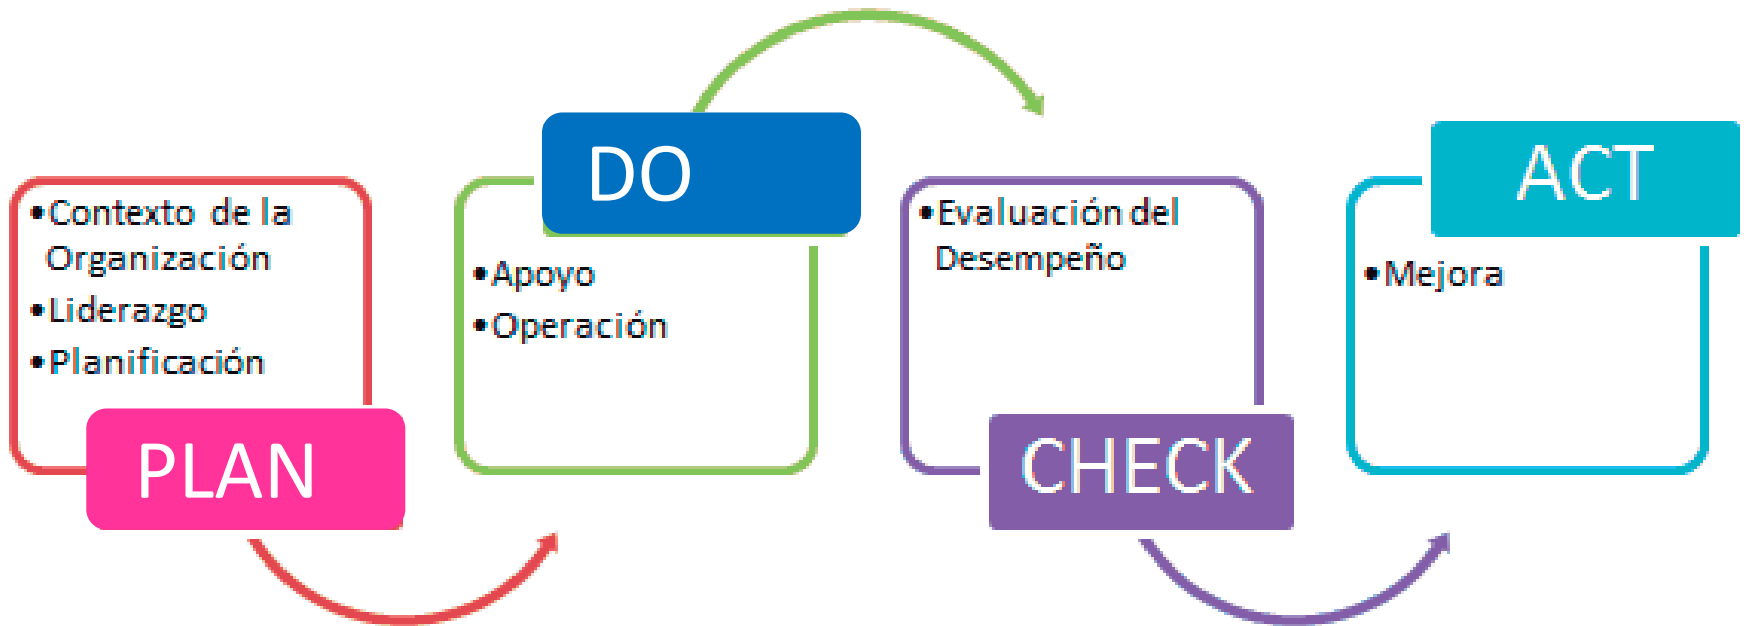 •Contexto de la
Organización
•Liderazgo
•Planificación
PLAN
DO
•Apoyo
•Operación
•Evaluación del
Desempeño
CHECK
ACT
•Mejora